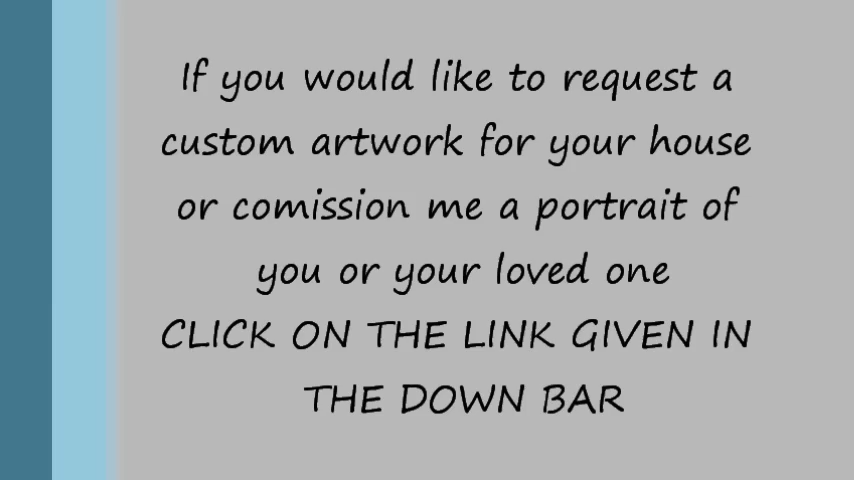 If you would like to request a
custom artwork for your house
or comission me a portrait of
you or your loved one
CLICK ON THE LINK GIVEN IN
THE DOWN BAR